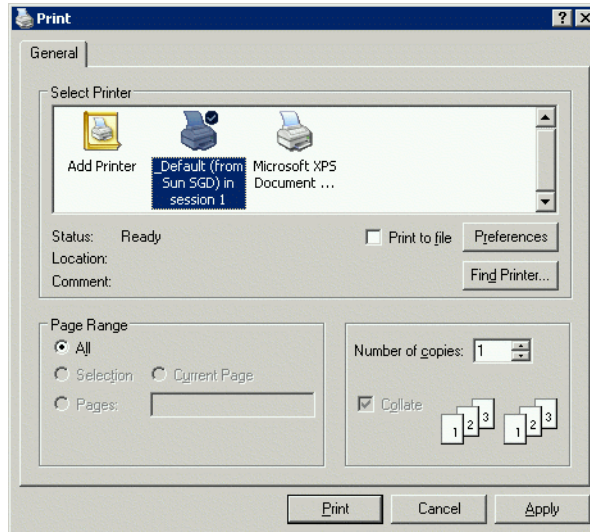 Print
General
Select Printer
Add Printer
_Default (from
Sun SGD) in
session 1
Microsoft XPS
Document ...
Status: Ready
Print to file
Preferences
Location:
Comment:
Find Printer...
Page Range
All
Selection
Current Page
Pages:
Number of copies: 1
Collate
1 2 3 1 2 3
Print
Cancel
Apply